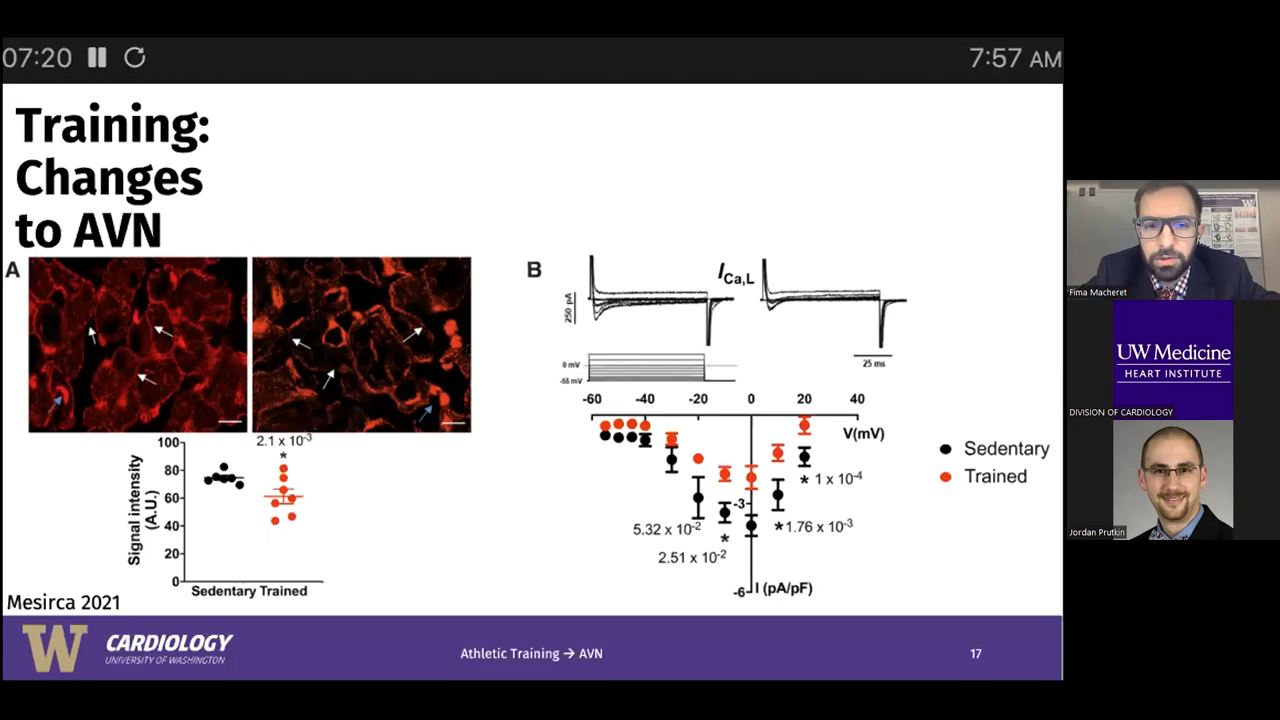 07:20
7:57 AM
Training:
Changes
to AVN
A
B
I Ca,L
250 pA
0 mV
-55 mV
25 ms
100
80
60
40
20
0
Signal intensity
(A.U.)
2.1 x 10-3
*
Sedentary Trained
-60
-40
-20
0
20
40
V(mV)
-3
-6
I (pA/pF)
5.32 x 10-2
*
2.51 x 10-2
* 1.76 x 10-3
* 1 x 10-4
Sedentary
Trained
Mesirca 2021
W
CARDIOLOGY
UNIVERSITY OF WASHINGTON
Athletic Training → AVN
17
Fima Macheret
UW Medicine
HEART INSTITUTE
DIVISION OF CARDIOLOGY
Jordan Prutkin